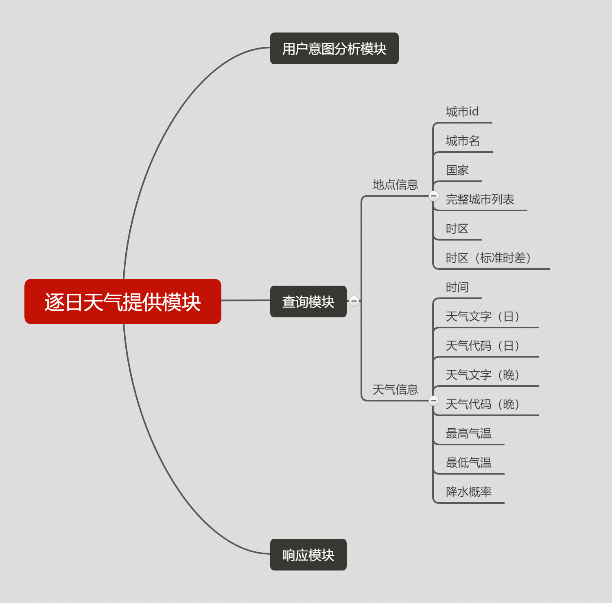 用户意图分析模块
城市id
城市名
国家
地点信息
完整城市列表
时区
时区（标准时差）
逐日天气提供模块
查询模块
时间
天气文字（日）
天气代码（日）
天气文字（晚）
天气信息
天气代码（晚）
最高气温
最低气温
降水概率
响应模块